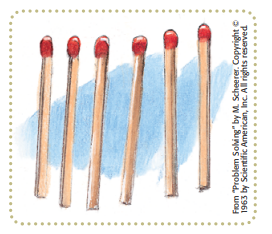 From "Problem Solving" by M. Scheerer. Copyright ©
1963 by Scientific American, Inc. All rights reserved.